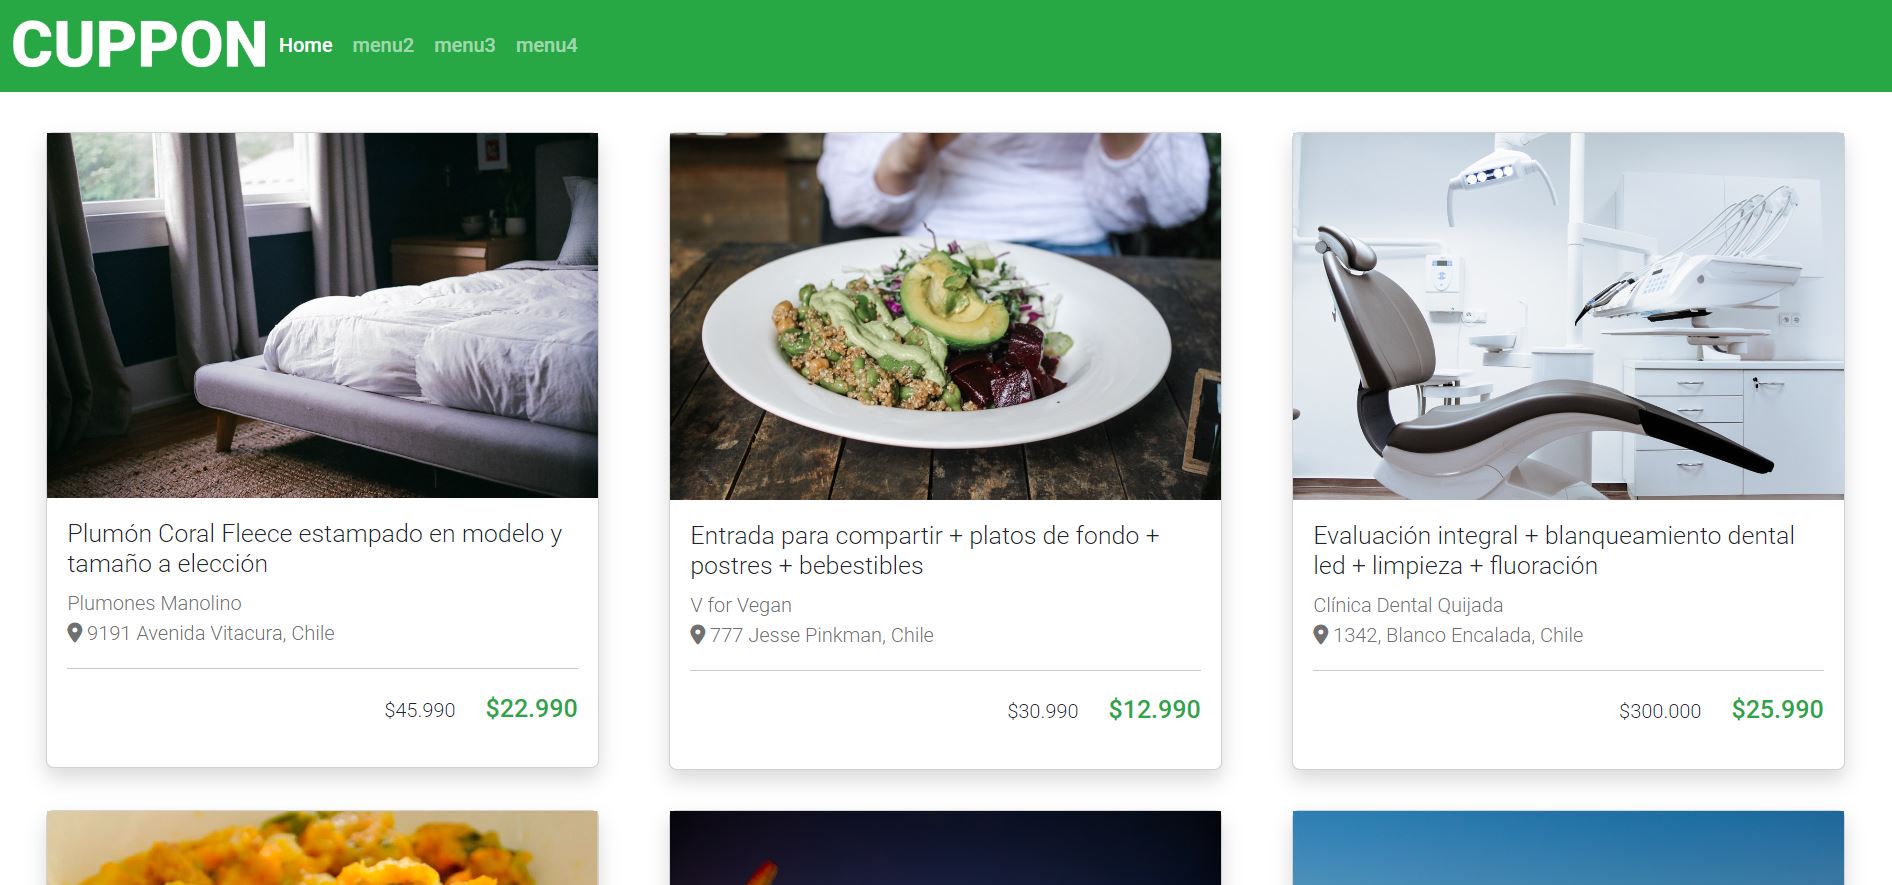 CUPPON Home menu2 menu3 menu4
Plumón Coral Fleece estampado en modelo y
tamaño a elección
Plumones Manolino
9191 Avenida Vitacura, Chile
$45.990 $22.990
Entrada para compartir + platos de fondo +
postres + bebestibles
V for Vegan
777 Jesse Pinkman, Chile
$30.990 $12.990
Evaluación integral + blanqueamiento dental
led + limpieza + fluoración
Clínica Dental Quijada
1342, Blanco Encalada, Chile
$300.000 $25.990